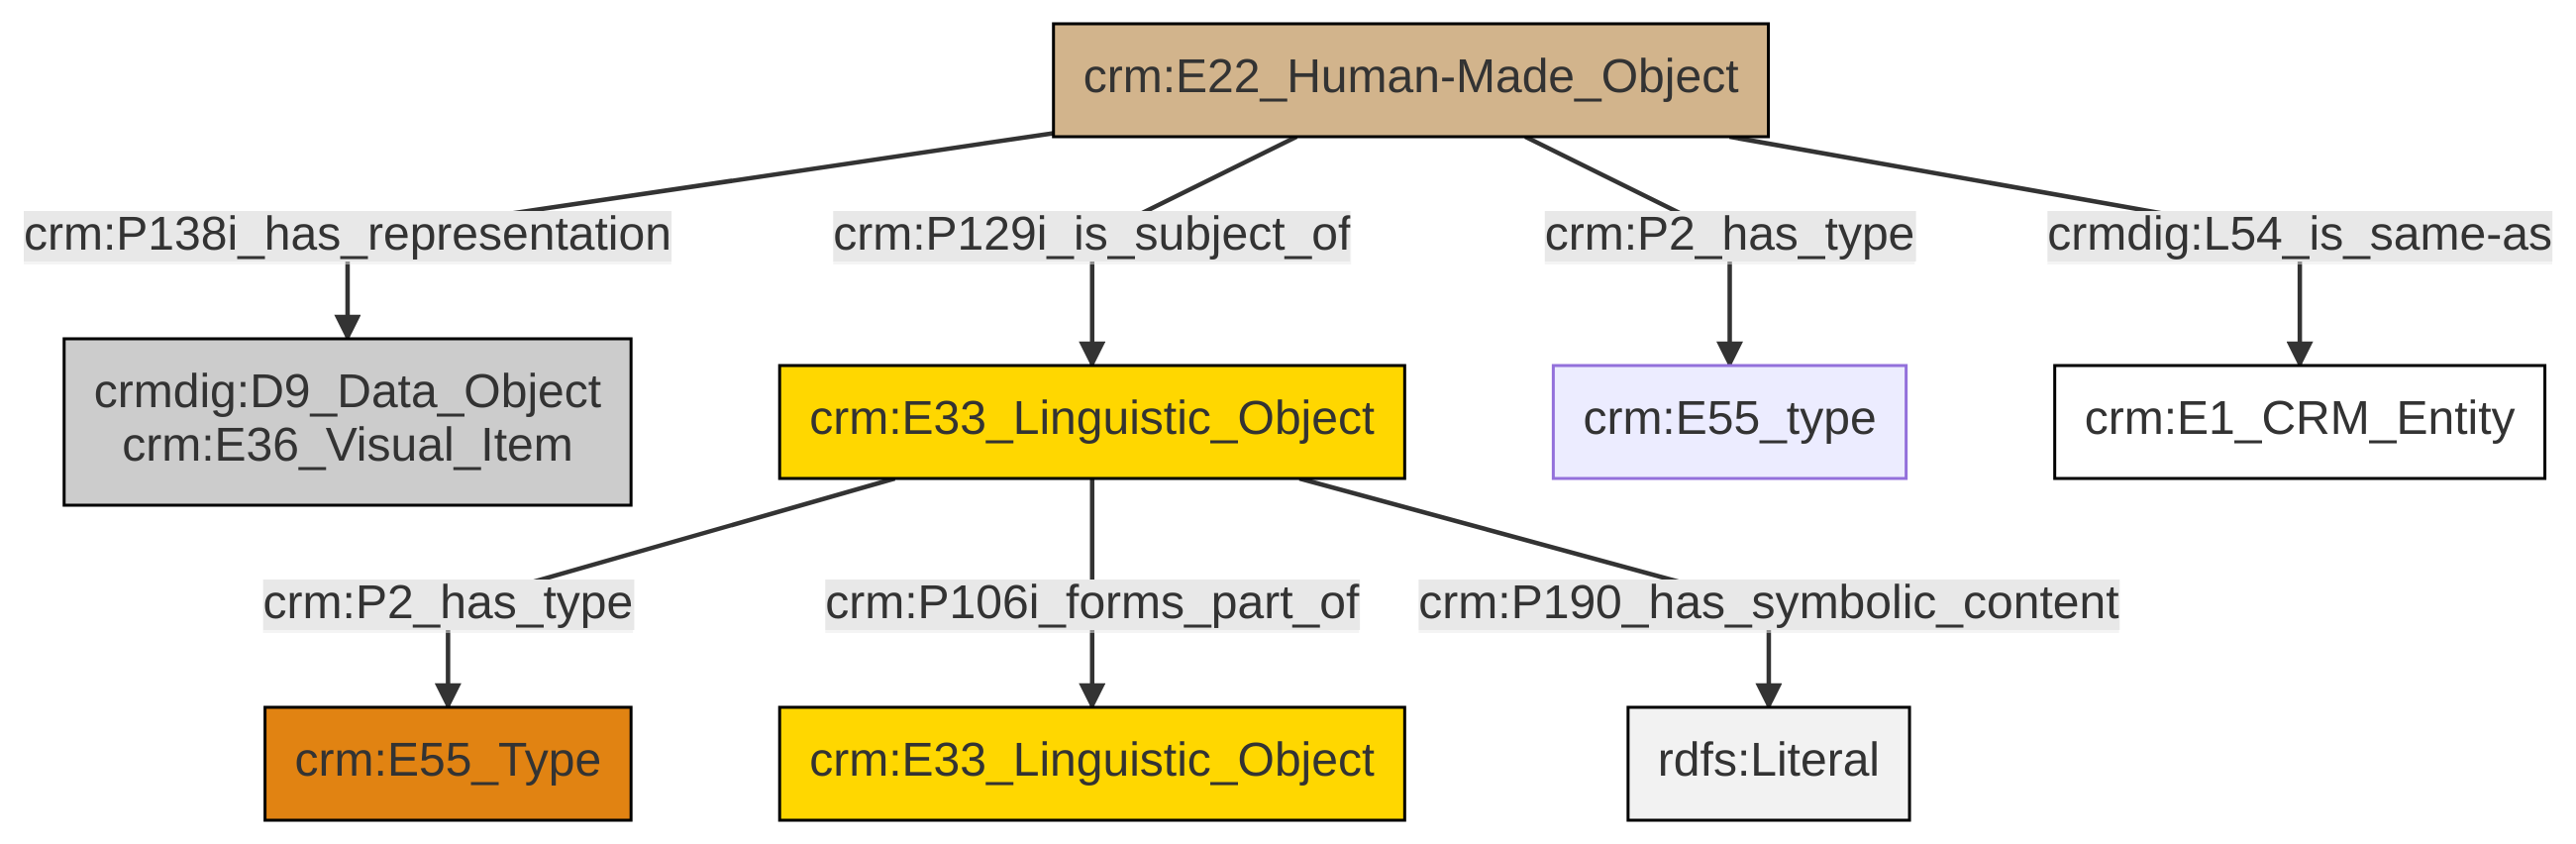 crm:E22_Human-Made_Object
crm:P138i_has_representation
crm:P129i_is_subject_of
crm:P2_has_type
crmdig:L54_is_same-as
crmdig:D9_Data_Object
crm:E36_Visual_Item
crm:E33_Linguistic_Object
crm:E55_type
crm:E1_CRM_Entity
crm:P2_has_type
crm:P106i_forms_part_of
crm:P190_has_symbolic_content
crm:E55_Type
crm:E33_Linguistic_Object
rdfs:Literal